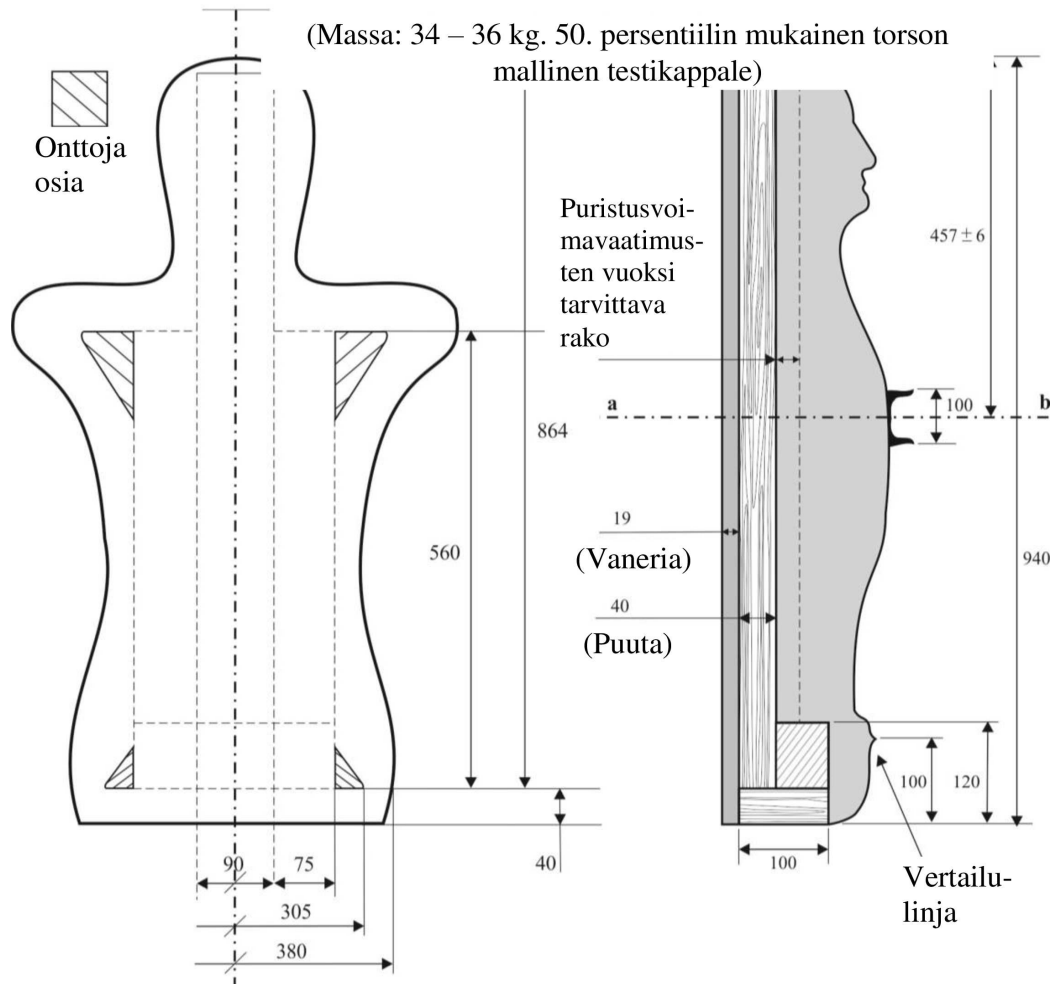 (Massa: 34 – 36 kg. 50. persentiilin mukainen torson
mallinen testikappale)
Onttoja
osia
Puristusvoi-
mavaatimus-
ten vuoksi
tarvittava
rako
457 ± 6
a
b
100
864
19
(Vaneria)
560
940
40
(Puuta)
100
120
40
90
75
100
Vertailu-
linja
305
380